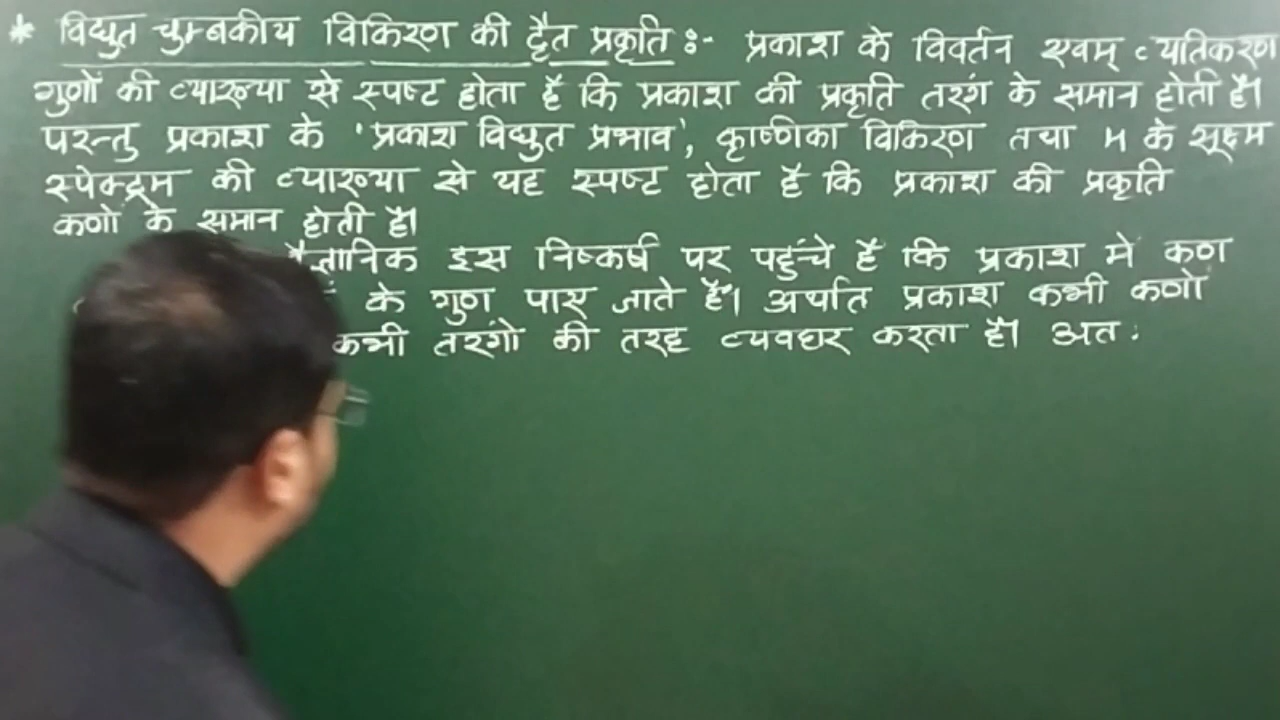 * विद्युत चुम्बकीय विकिरण की द्वैत प्रकृति :- प्रकाश के विवर्तन एवम् व्यतिकरण
गुणों की व्याख्या से स्पष्ट होता है कि प्रकाश की प्रकृति तरंग के समान होती है।
परन्तु प्रकाश के 'प्रकाश विद्युत प्रभाव', कृष्णिका विकिरण तथा H के सूक्ष्म
स्पेक्ट्रम की व्याख्या से यह स्पष्ट होता है कि प्रकाश की प्रकृति
कणो के समान होती है।
इस निष्कर्ष पर पहुंचे है कि प्रकाश मे कण
के गुण पाए जाते है। अर्थात प्रकाश कभी कणो
कभी तरंगो की तरह व्यवहार करता है। अत: